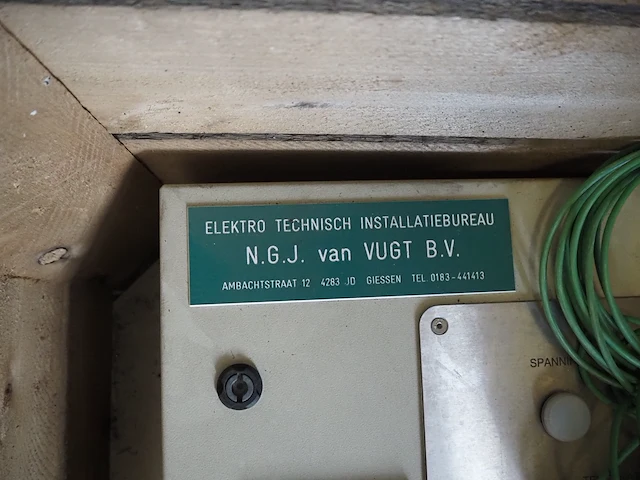 ELEKTRO TECHNISCH INSTALLATIEBUREAU
N.G.J. van VUGT B.V.
AMBACHTSTRAAT 12 4283 JD GIESSEN TEL. 0183-441413